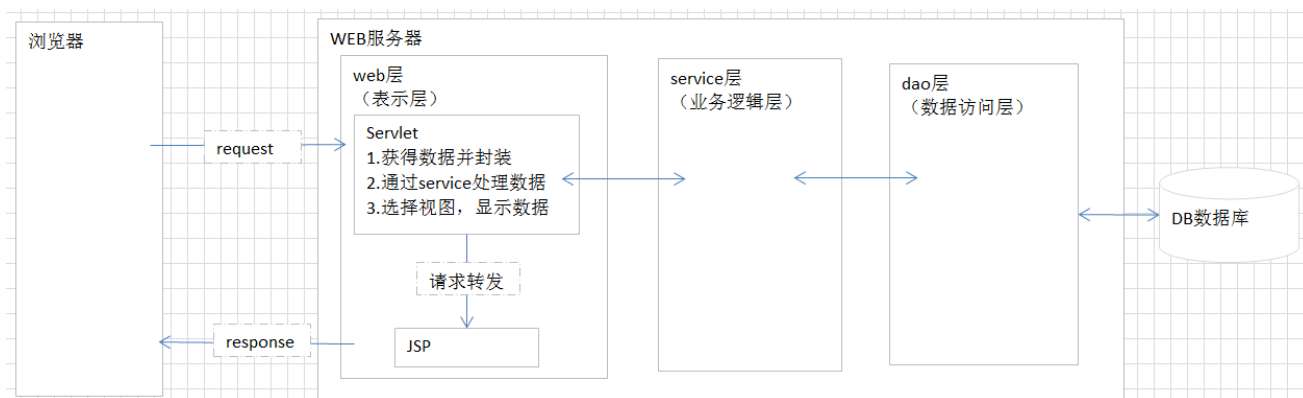 浏览器
WEB服务器
web层
（表示层）
Servlet
1.获得数据并封装
2.通过service处理数据
3.选择视图，显示数据
request
请求转发
JSP
response
service层
（业务逻辑层）
dao层
（数据访问层）
DB数据库